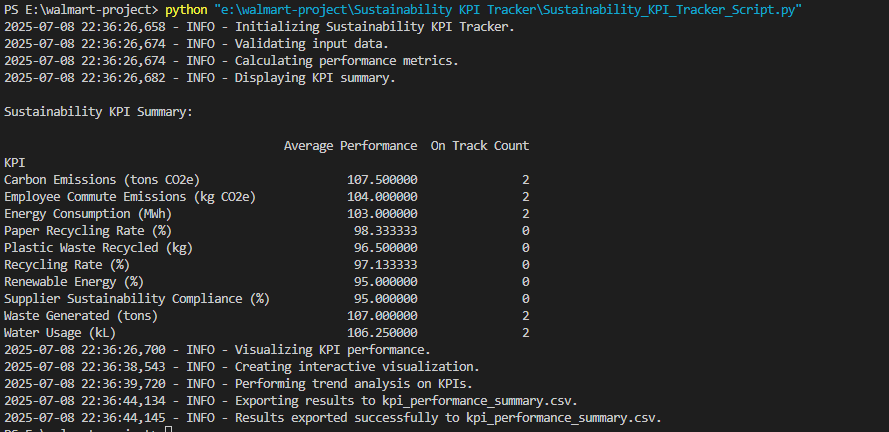 PS E:\walmart-project> python "e:\walmart-project\Sustainability KPI Tracker\Sustainability_KPI_Tracker_Script.py"
2025-07-08 22:36:26,658 - INFO - Initializing Sustainability KPI Tracker.
2025-07-08 22:36:26,674 - INFO - Validating input data.
2025-07-08 22:36:26,674 - INFO - Calculating performance metrics.
2025-07-08 22:36:26,682 - INFO - Displaying KPI summary.
Sustainability KPI Summary:
Average Performance On Track Count
KPI
Carbon Emissions (tons CO2e) 107.500000 2
Employee Commute Emissions (kg CO2e) 104.000000 2
Energy Consumption (MWh) 103.000000 2
Paper Recycling Rate (%) 98.333333 0
Plastic Waste Recycled (kg) 96.500000 0
Recycling Rate (%) 97.133333 0
Renewable Energy (%) 95.000000 0
Supplier Sustainability Compliance (%) 95.000000 0
Waste Generated (tons) 107.000000 2
Water Usage (kL) 106.250000 2
2025-07-08 22:36:26,700 - INFO - Visualizing KPI performance.
2025-07-08 22:36:38,543 - INFO - Creating interactive visualization.
2025-07-08 22:36:39,720 - INFO - Performing trend analysis on KPIs.
2025-07-08 22:36:44,134 - INFO - Exporting results to kpi_performance_summary.csv.
2025-07-08 22:36:44,145 - INFO - Results exported successfully to kpi_performance_summary.csv.
PS E:\walmart-project>